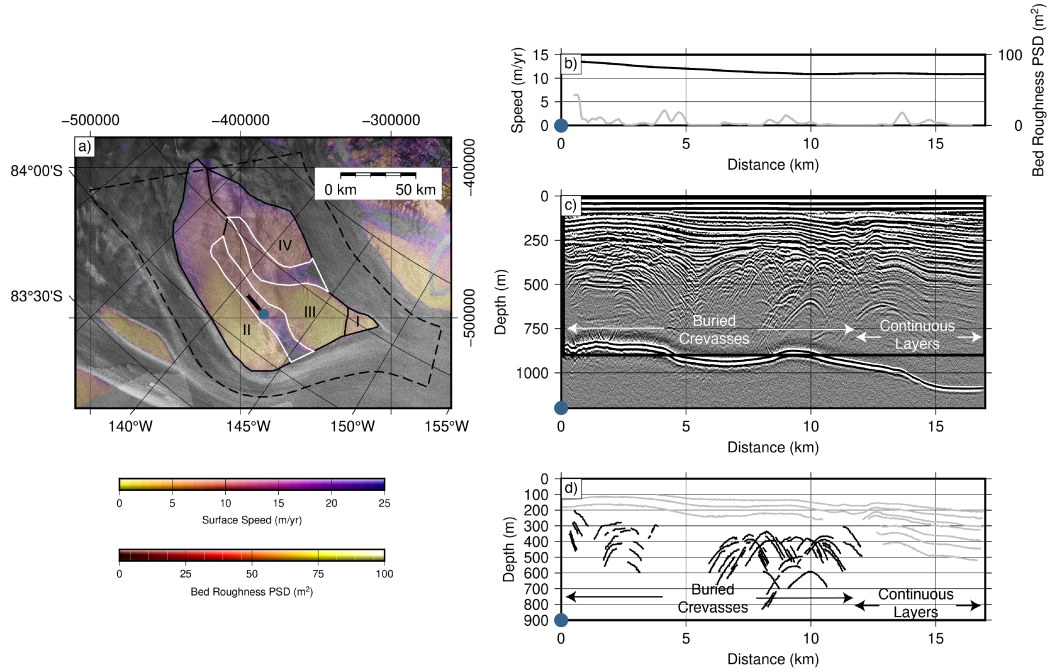 −500000 −400000 −300000
a)
84°00'S
83°30'S
−400000
−500000
0 km 50 km
IV
III
II
I
140°W 145°W 150°W 155°W
0 5 10 15 20 25
Surface Speed (m/yr)
0 25 50 75 100
Bed Roughness PSD (m²)
b)
Speed (m/yr)
15
10
5
0
100
0
Bed Roughness PSD (m²)
0 5 10 15
Distance (km)
c)
Depth (m)
0
250
500
750
1000
Buried
Crevasses
Continuous
Layers
0 5 10 15
Distance (km)
d)
Depth (m)
0
100
200
300
400
500
600
700
800
900
Buried
Crevasses
Continuous
Layers
0 5 10 15
Distance (km)